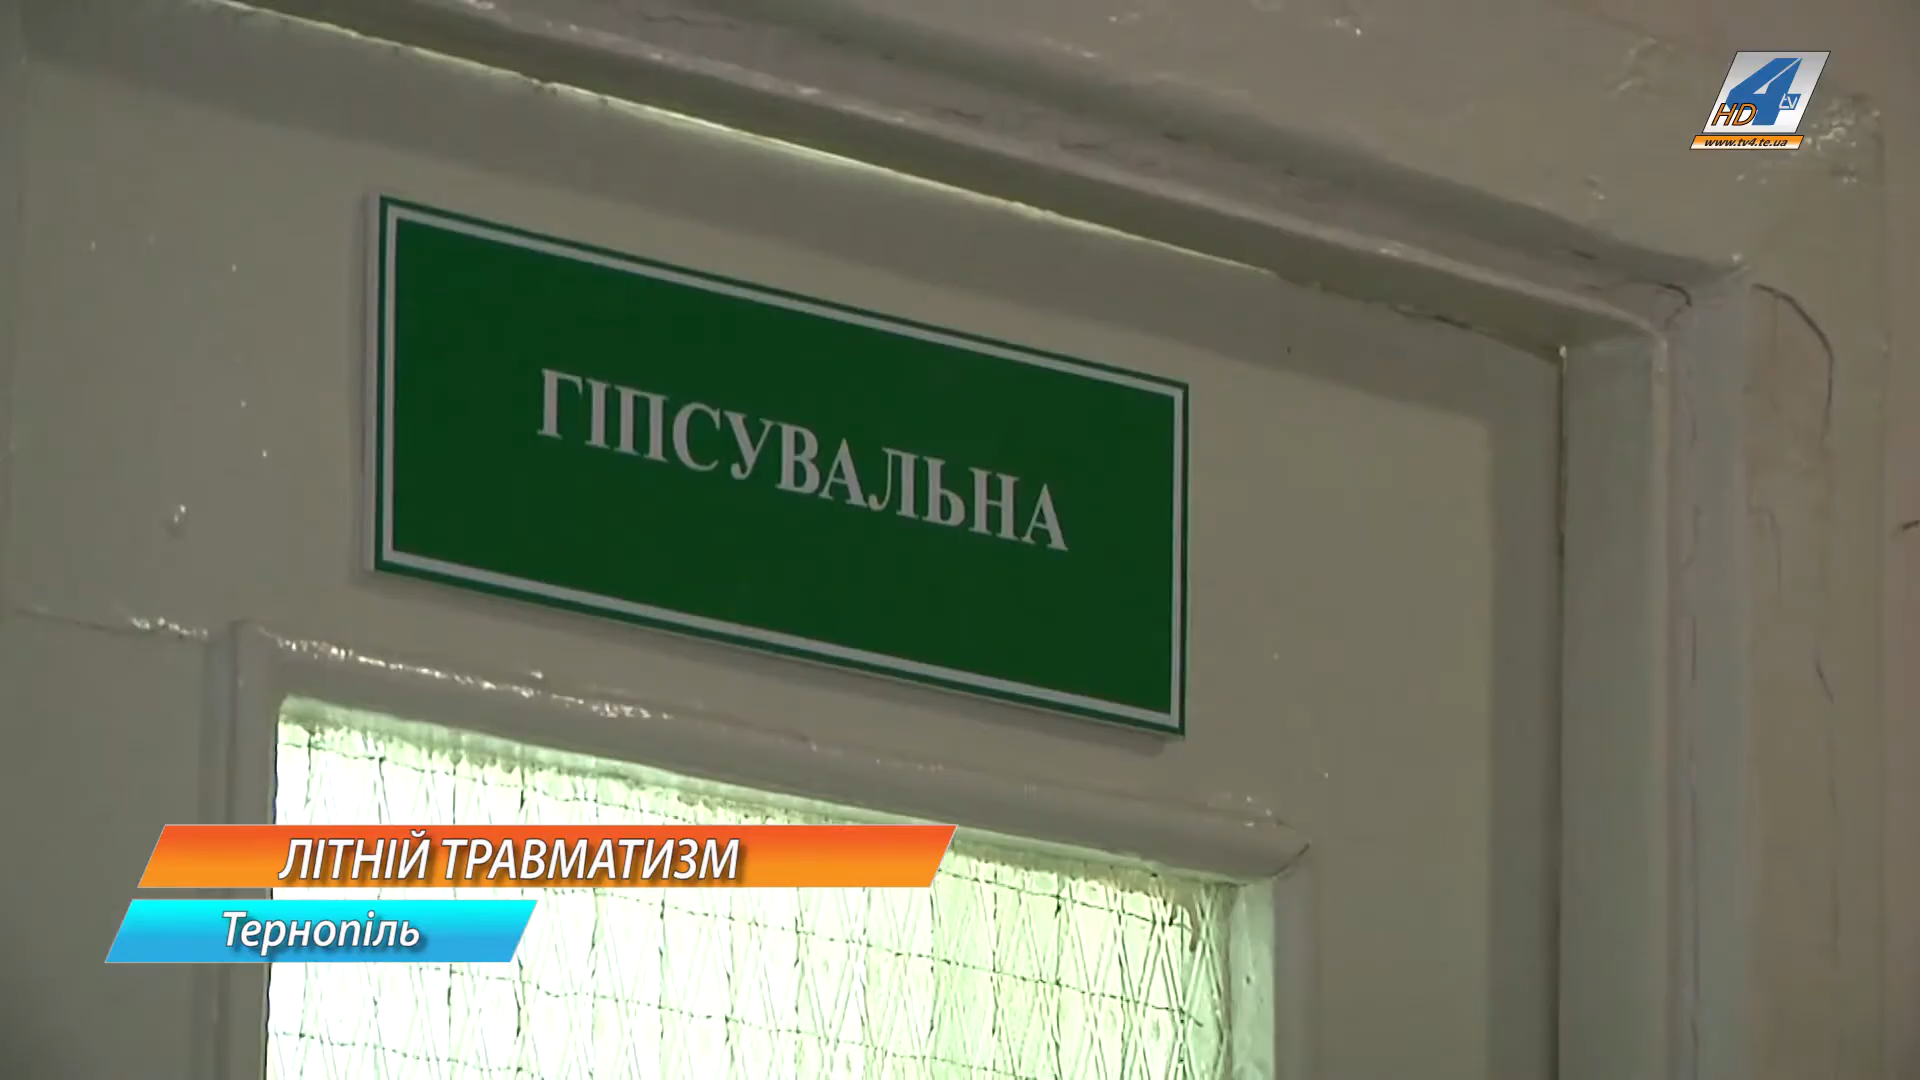 4 tv
HD
www.tv4.te.ua
ГІПСУВАЛЬНА
ЛІТНІЙ ТРАВМАТИЗМ
Тернопіль